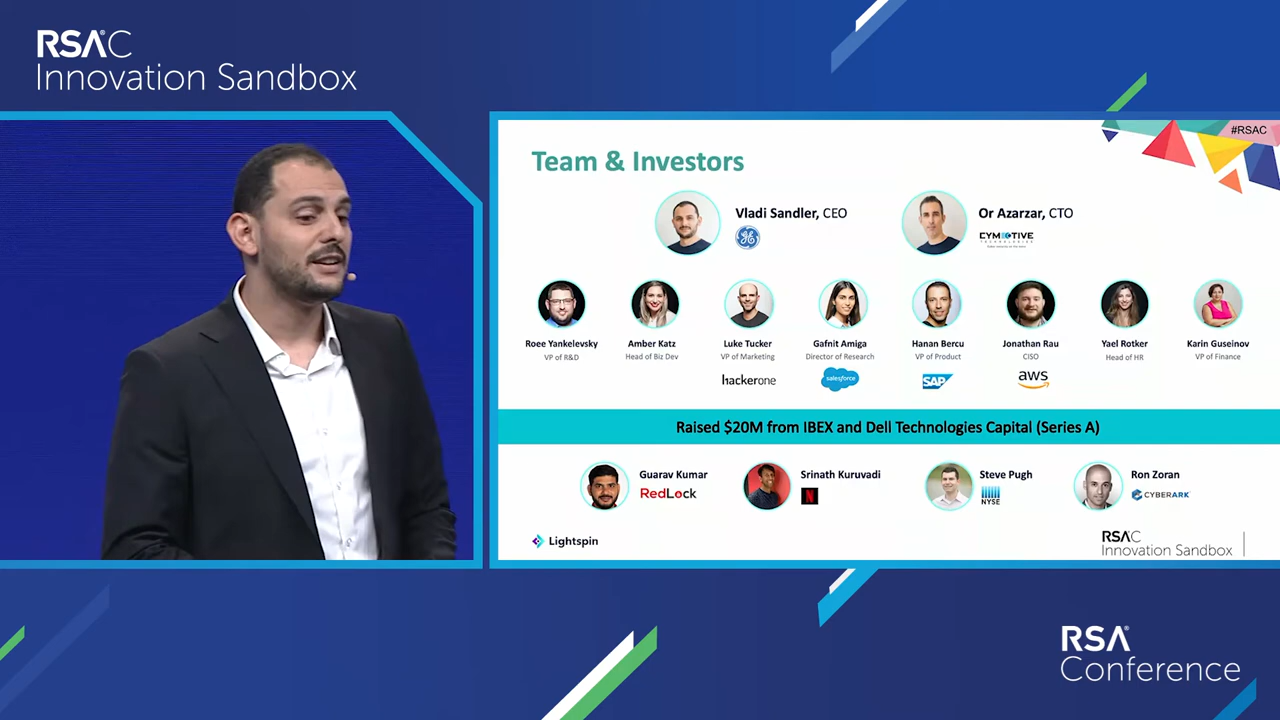 RSAC
Innovation Sandbox
#RSAC
Team & Investors
Vladi Sandler, CEO
GE
Or Azarzar, CTO
CYMOTIVE
TECHNOLOGIES
Roee Yankelevsky
VP of R&D
Amber Katz
Head of Biz Dev
Luke Tucker
VP of Marketing
hackerone
Gafnit Amiga
Director of Research
salesforce
Hanan Bercu
VP of Product
SAP
Jonathan Rau
CISO
aws
Yael Rotker
Head of HR
Karin Guseinov
VP of Finance
Raised $20M from IBEX and Dell Technologies Capital (Series A)
Guarav Kumar
RedLock
Srinath Kuruvadi
N
Steve Pugh
NYSE
Ron Zoran
CYBERARK
Lightspin
RSAC
Innovation Sandbox
RSA
Conference